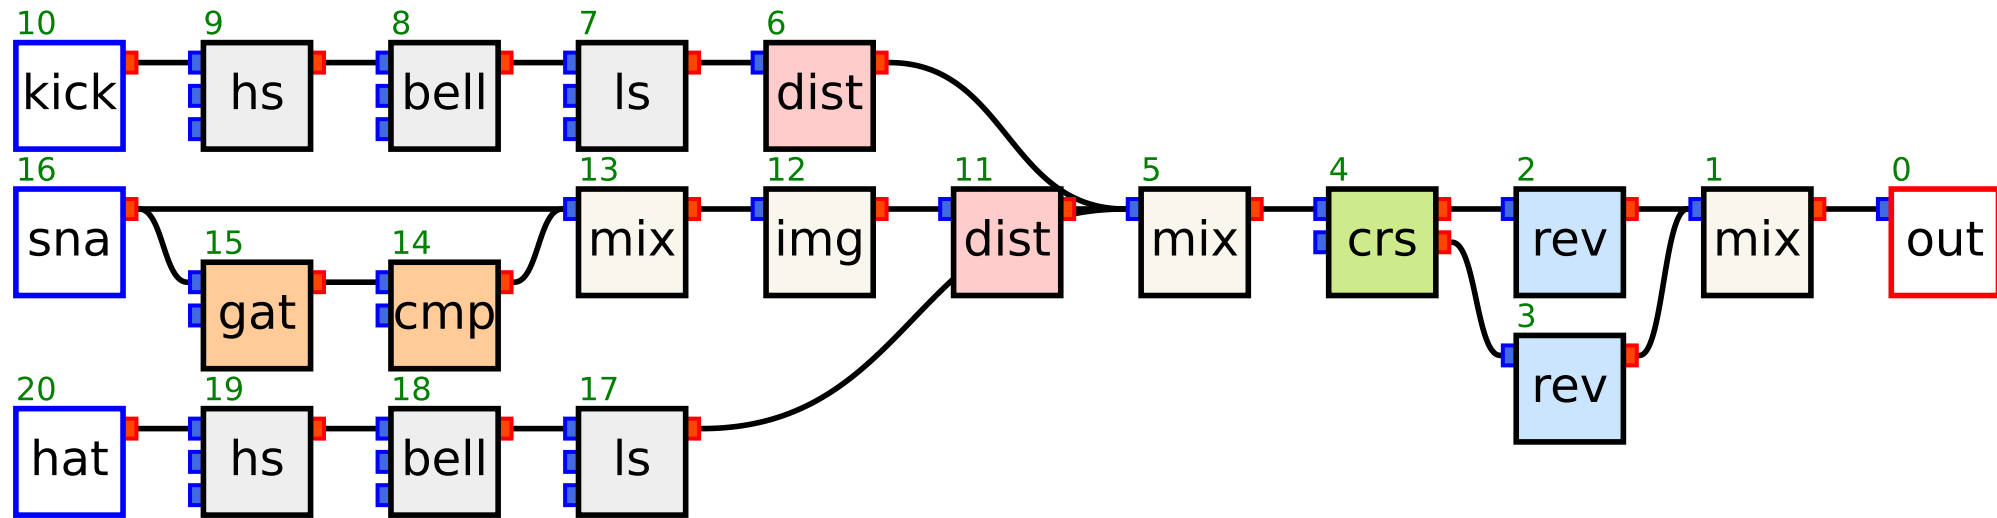 10 9 8 7 6
kick hs bell ls dist
16 13 12 11 5 4 2 1 0
sna mix img dist mix crs rev mix out
15 14
gat cmp
3
rev
20 19 18 17
hat hs bell ls